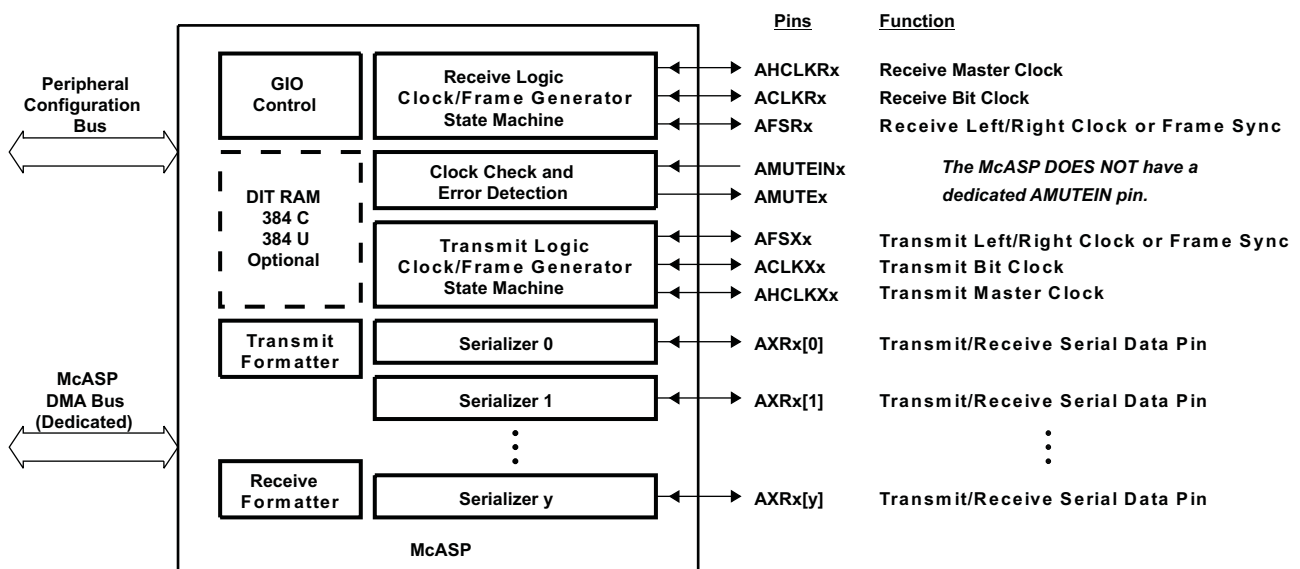 Pins Function
Peripheral
Configuration
Bus
GIO
Control
Receive Logic
Clock/Frame Generator
State Machine
AHCLKRx Receive Master Clock
ACLKRx Receive Bit Clock
AFSRx Receive Left/Right Clock or Frame Sync
DIT RAM
384 C
384 U
Optional
Clock Check and
Error Detection
AMUTEINx
AMUTEx
The McASP DOES NOT have a
dedicated AMUTEIN pin.
Transmit Logic
Clock/Frame Generator
State Machine
AFSXx Transmit Left/Right Clock or Frame Sync
ACLKXx Transmit Bit Clock
AHCLKXx Transmit Master Clock
Transmit
Formatter
Serializer 0
AXRx[0] Transmit/Receive Serial Data Pin
McASP
DMA Bus
(Dedicated)
Serializer 1
AXRx[1] Transmit/Receive Serial Data Pin
Receive
Formatter
Serializer y
AXRx[y] Transmit/Receive Serial Data Pin
McASP